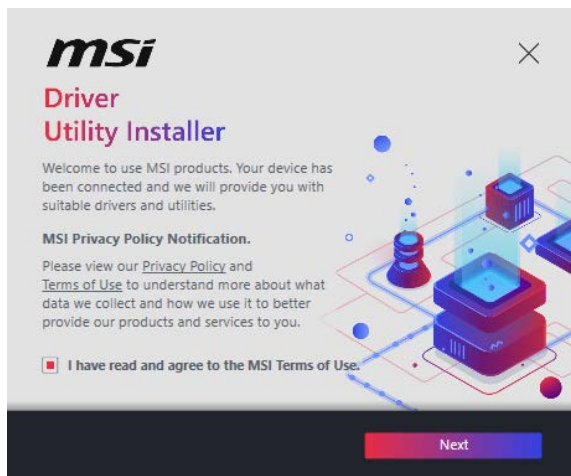 msi
Driver
Utility Installer
Welcome to use MSI products. Your device has
been connected and we will provide you with
suitable drivers and utilities.
MSI Privacy Policy Notification.
Please view our Privacy Policy and
Terms of Use to understand more about what
data we collect and how we use it to better
provide our products and services to you.
I have read and agree to the MSI Terms of Use.
Next